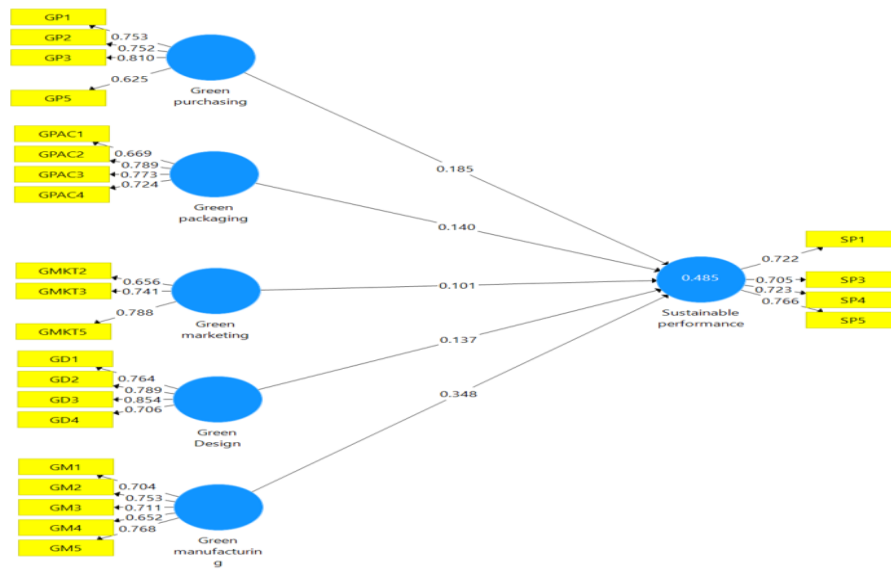 GP1
0.753
GP2
0.752
GP3
0.810
GP5
0.625
Green
purchasing
GPAC1
0.669
GPAC2
0.789
GPAC3
0.773
GPAC4
0.724
Green
packaging
GMKT2
0.656
GMKT3
0.741
GMKT5
0.788
Green
marketing
GD1
0.764
GD2
0.789
GD3
0.854
GD4
0.706
Green
Design
GM1
0.704
GM2
0.753
GM3
0.711
GM4
0.652
GM5
0.768
Green
manufacturin
g
0.185
0.140
0.101
0.137
0.348
0.485
Sustainable
performance
SP1
0.722
SP3
0.705
SP4
0.723
SP5
0.766